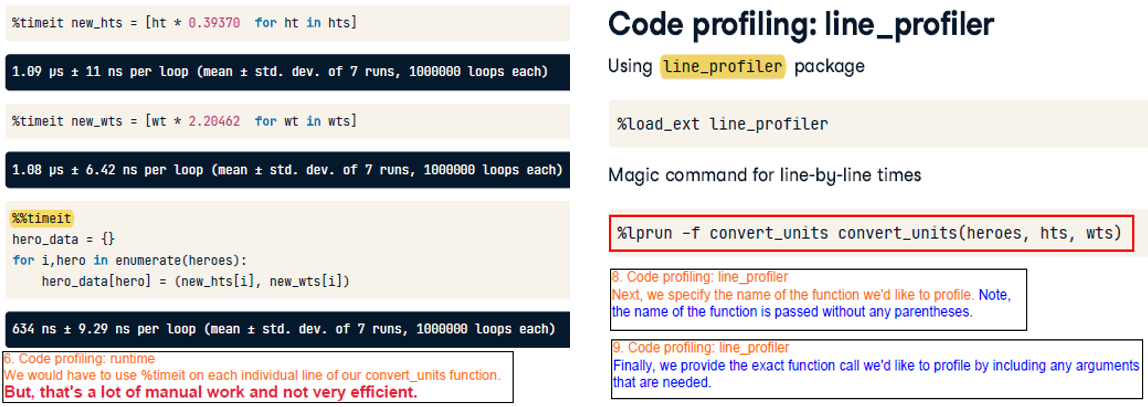 %timeit new_hts = [ht * 0.39370  for ht in hts]
1.09 µs ± 11 ns per loop (mean ± std. dev. of 7 runs, 1000000 loops each)
%timeit new_wts = [wt * 2.20462  for wt in wts]
1.08 µs ± 6.42 ns per loop (mean ± std. dev. of 7 runs, 1000000 loops each)
%%timeit
hero_data = {}
for i,hero in enumerate(heroes):
    hero_data[hero] = (new_hts[i], new_wts[i])
634 ns ± 9.29 ns per loop (mean ± std. dev. of 7 runs, 1000000 loops each)
6. Code profiling: runtime
We would have to use %timeit on each individual line of our convert_units function.
But, that's a lot of manual work and not very efficient.
Code profiling: line_profiler
Using line_profiler package
%load_ext line_profiler
Magic command for line-by-line times
%lprun -f convert_units convert_units(heroes, hts, wts)
8. Code profiling: line_profiler
Next, we specify the name of the function we'd like to profile. Note,
the name of the function is passed without any parentheses.
9. Code profiling: line_profiler
Finally, we provide the exact function call we'd like to profile by including any arguments
that are needed.